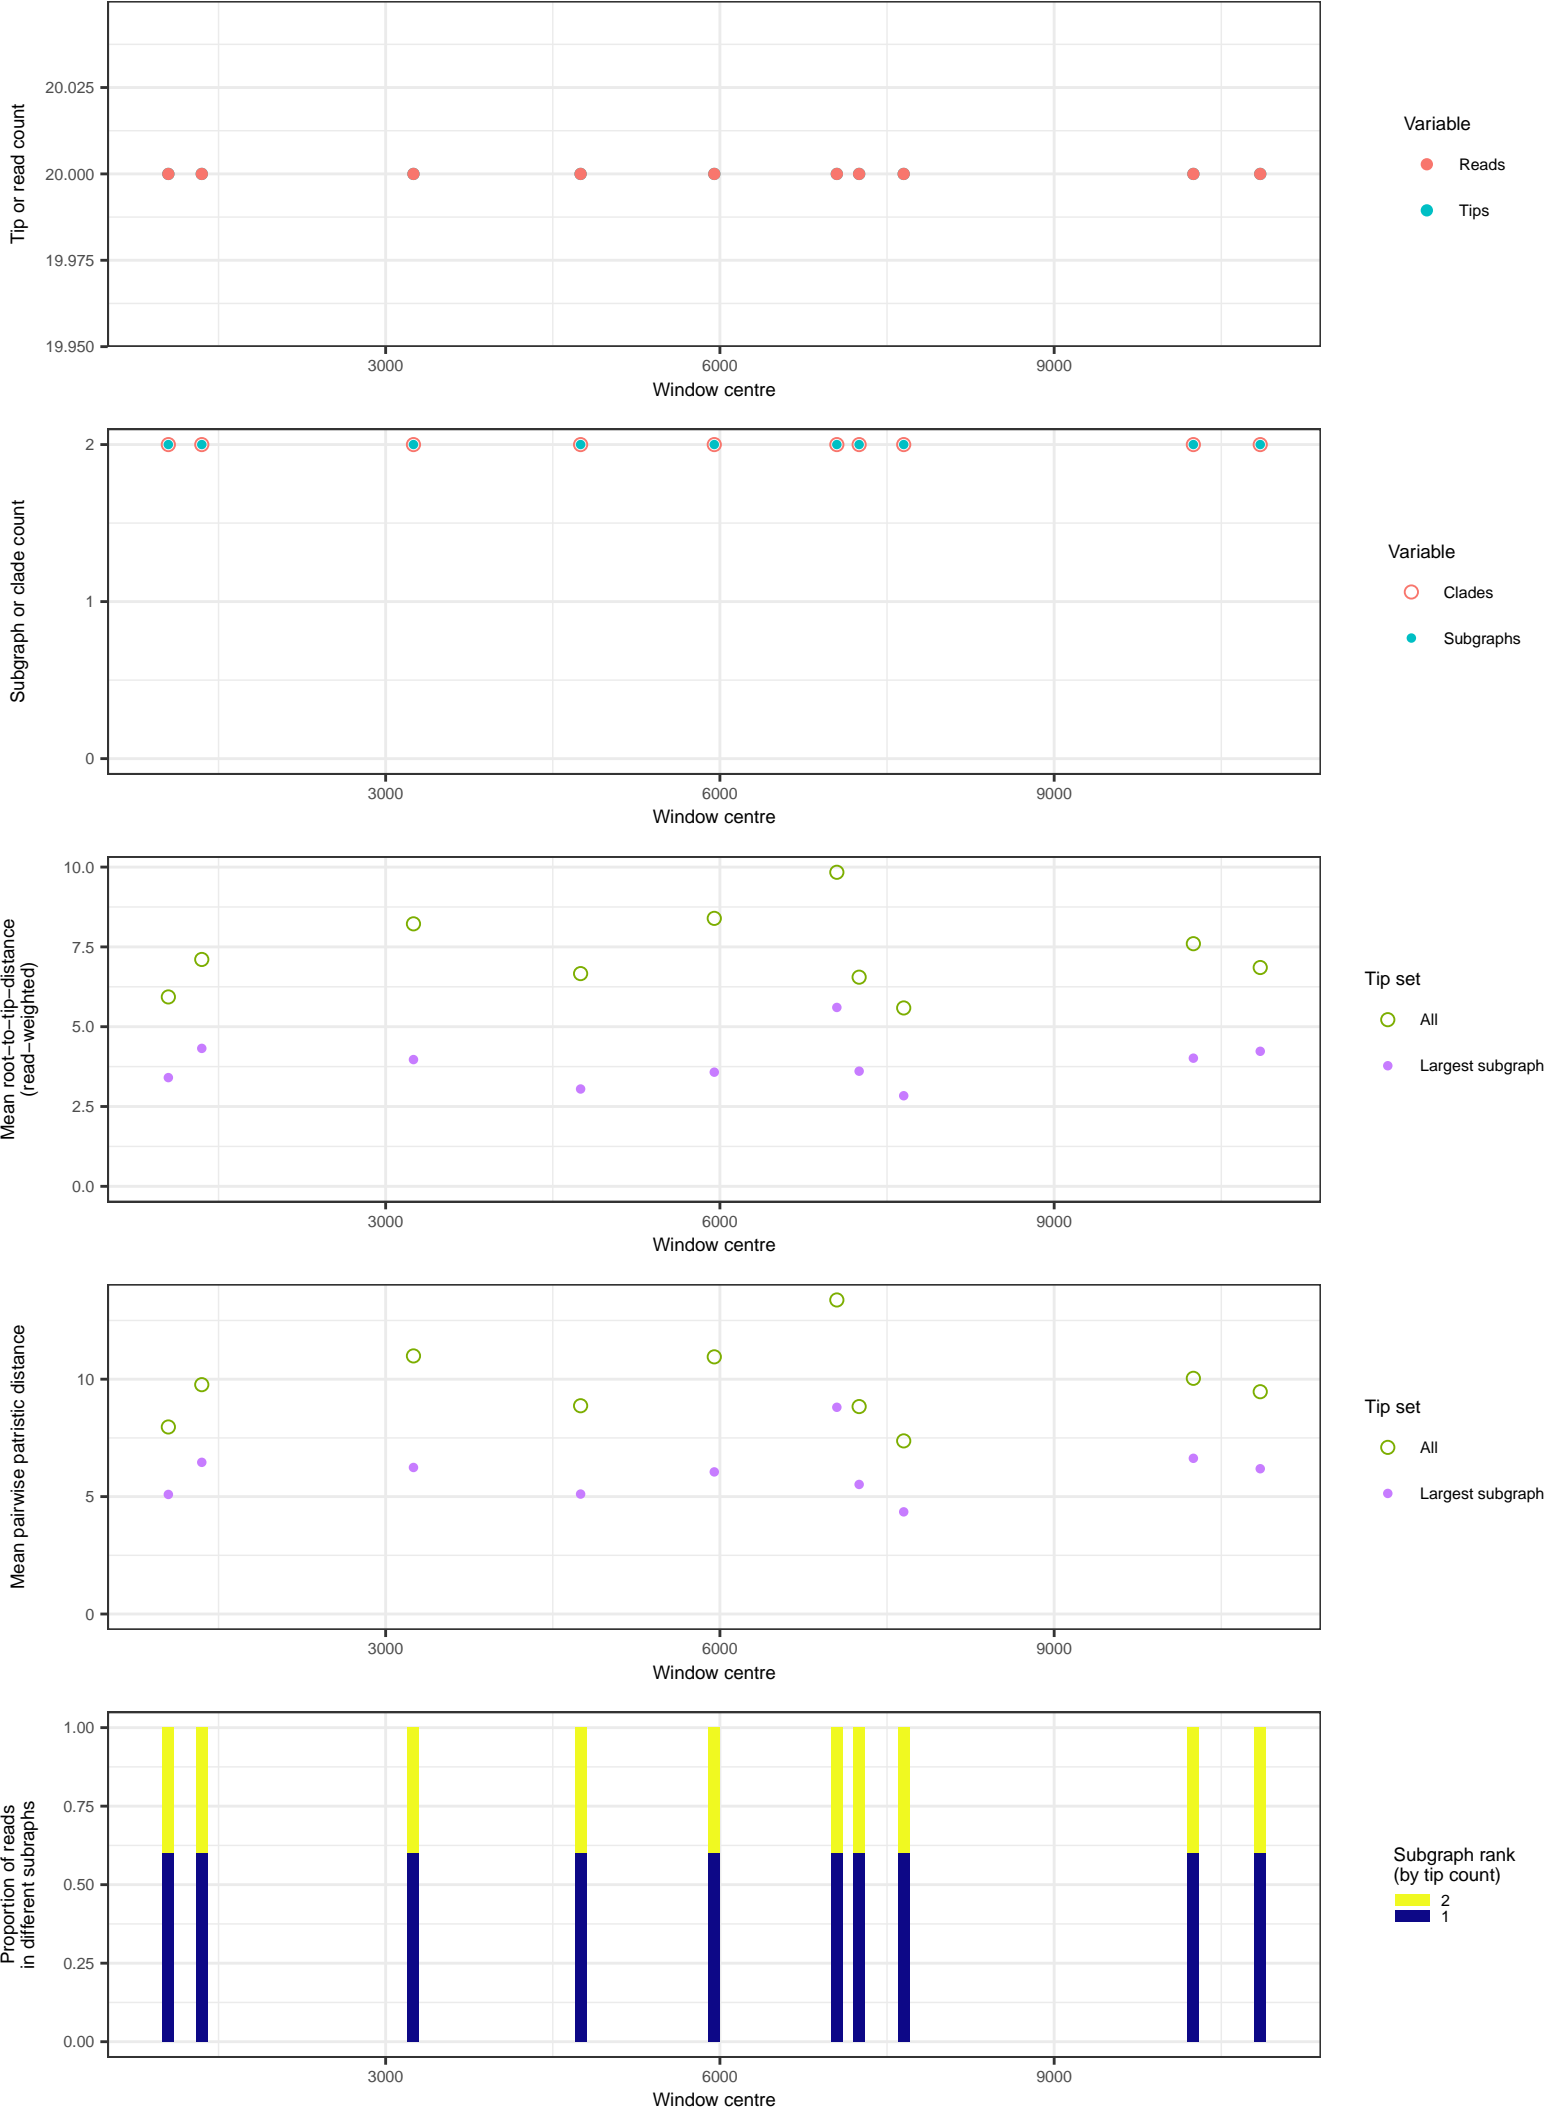 Tip or read count
20.025
20.000
19.975
19.950
3000
6000
9000
Window centre
Variable
Reads
Tips
Subgraph or clade count
2
1
0
3000
6000
9000
Window centre
Variable
Clades
Subgraphs
Mean root−to−tip−distance
(read−weighted)
10.0
7.5
5.0
2.5
0.0
3000
6000
9000
Window centre
Tip set
All
Largest subgraph
Mean pairwise patristic distance
10
5
0
3000
6000
9000
Window centre
Tip set
All
Largest subgraph
Proportion of reads
in different subraphs
1.00
0.75
0.50
0.25
0.00
3000
6000
9000
Window centre
Subgraph rank
(by tip count)
2
1